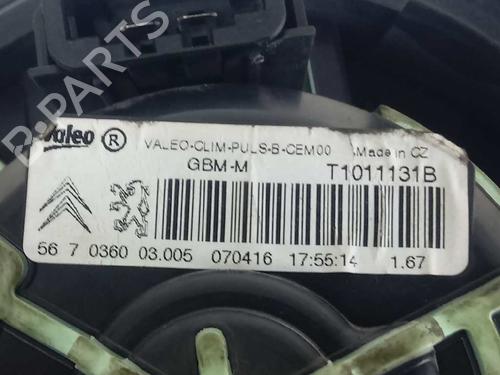 B-PARTS
Valeo ® VALEO-CLIM-PULS-B-CEM00 Made in CZ
GBM-M T1011131B
56 7 0360 03.005 070416 17:55:14 1.67